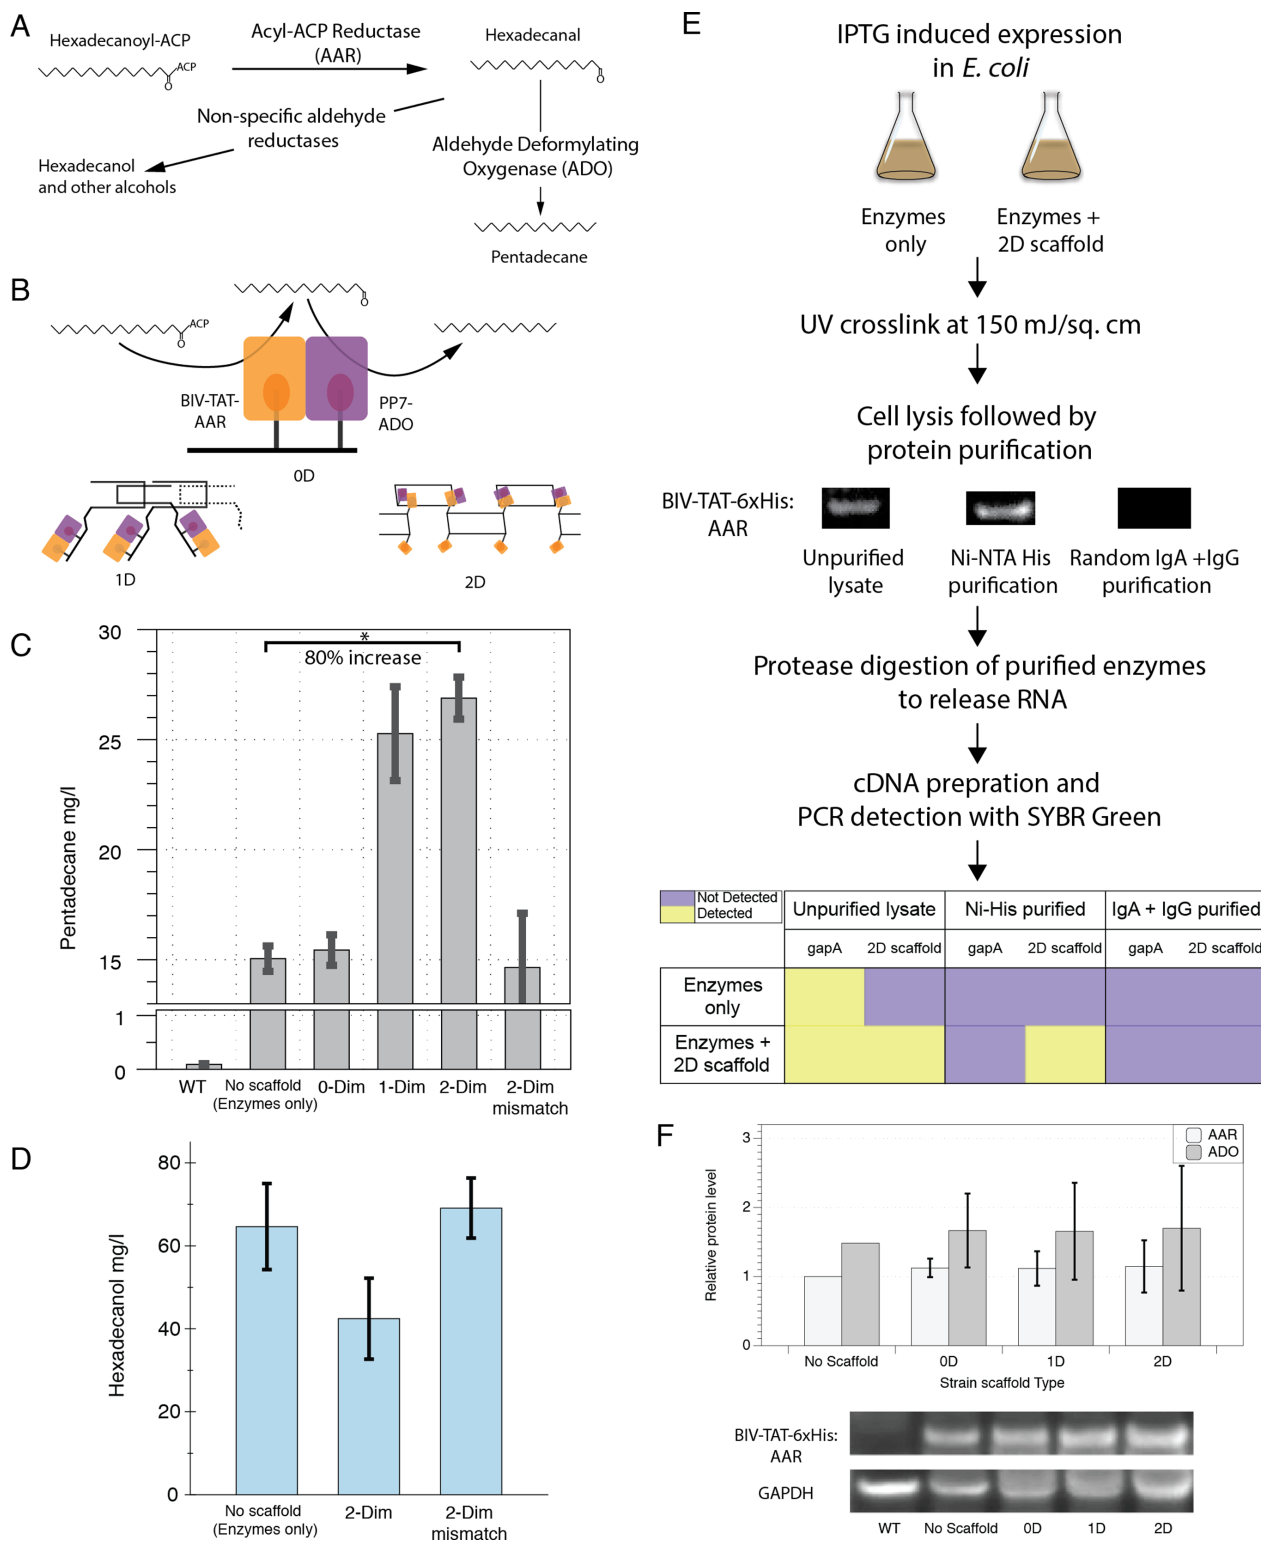 A
Hexadecanoyl-ACP
Acyl-ACP Reductase
(AAR)
Hexadecanal
ACP
O
O
Non-specific aldehyde
reductases
Hexadecanol
and other alcohols
Aldehyde Deformylating
Oxygenase (ADO)
Pentadecane
B
O
ACP
O
BIV-TAT-
AAR
PP7-
ADO
0D
1D
2D
C
Pentadecane mg/l
30
25
20
15
1
0
*
80% increase
WT
No scaffold
(Enzymes only)
0-Dim
1-Dim
2-Dim
2-Dim
mismatch
D
Hexadecanol mg/l
80
60
40
20
0
No scaffold
(Enzymes only)
2-Dim
2-Dim
mismatch
E
IPTG induced expression
in E. coli
Enzymes
only
Enzymes +
2D scaffold
UV crosslink at 150 mJ/sq. cm
Cell lysis followed by
protein purification
BIV-TAT-6xHis:
AAR
Unpurified
lysate
Ni-NTA His
purification
Random IgA +IgG
purification
Protease digestion of purified enzymes
to release RNA
cDNA prepration and
PCR detection with SYBR Green
Not Detected
Detected
Unpurified lysate
Ni-His purified
IgA + IgG purified
gapA
2D scaffold
gapA
2D scaffold
gapA
2D scaffold
Enzymes
only
Enzymes +
2D scaffold
F
Relative protein level
3
2
1
0
AAR
ADO
No Scaffold
0D
1D
2D
Strain scaffold Type
BIV-TAT-6xHis:
AAR
GAPDH
WT
No Scaffold
0D
1D
2D